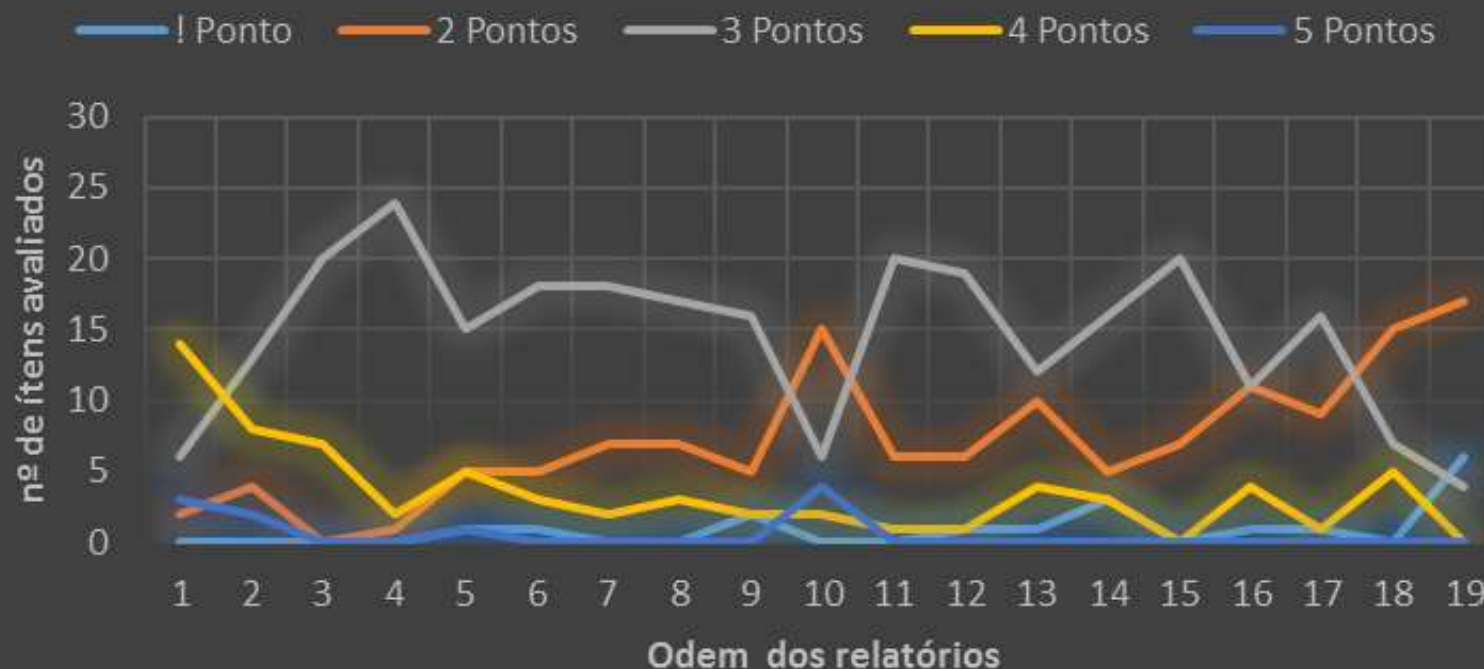 ! Ponto 2 Pontos 3 Pontos 4 Pontos 5 Pontos
30
25
20
15
10
5
0
nº de ítens avaliados
1 2 3 4 5 6 7 8 9 10 11 12 13 14 15 16 17 18 19
Odem dos relatórios